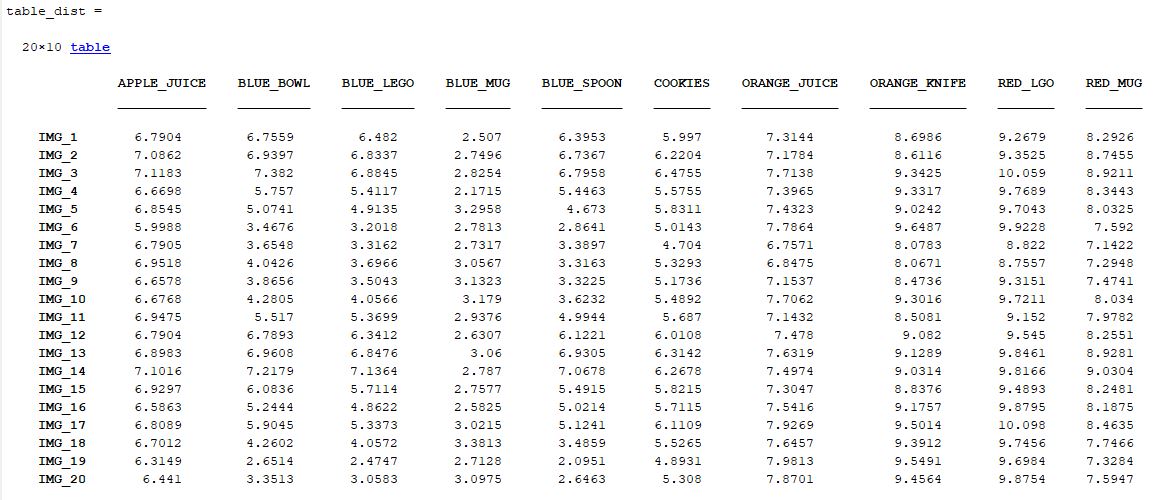 table_dist =
20×10 table
APPLE_JUICE BLUE_BOWL BLUE_LEGO BLUE_MUG BLUE_SPOON COOKIES ORANGE_JUICE ORANGE_KNIFE RED_LGO RED_MUG
IMG_1 6.7904 6.7559 6.482 2.507 6.3953 5.997 7.3144 8.6986 9.2679 8.2926
IMG_2 7.0862 6.9397 6.8337 2.7496 6.7367 6.2204 7.1784 8.6116 9.3525 8.7455
IMG_3 7.1183 7.382 6.8845 2.8254 6.7958 6.4755 7.7138 9.3425 10.059 8.9211
IMG_4 6.6698 5.757 5.4117 2.1715 5.4463 5.5755 7.3965 9.3317 9.7689 8.3443
IMG_5 6.8545 5.0741 4.9135 3.2958 4.673 5.8311 7.4323 9.0242 9.7043 8.0325
IMG_6 5.9988 3.4676 3.2018 2.7813 2.8641 5.0143 7.7864 9.6487 9.9228 7.592
IMG_7 6.7905 3.6548 3.3162 2.7317 3.3897 4.704 6.7571 8.0783 8.822 7.1422
IMG_8 6.9518 4.0426 3.6966 3.0567 3.3163 5.3293 6.8475 8.0671 8.7557 7.2948
IMG_9 6.6578 3.8656 3.5043 3.1323 3.3225 5.1736 7.1537 8.4736 9.3151 7.4741
IMG_10 6.6768 4.2805 4.0566 3.179 3.6232 5.4892 7.7062 9.3016 9.7211 8.034
IMG_11 6.9475 5.517 5.3699 2.9376 4.9944 5.687 7.1432 8.5081 9.152 7.9782
IMG_12 6.7904 6.7893 6.3412 2.6307 6.1221 6.0108 7.478 9.082 9.545 8.2551
IMG_13 6.8983 6.9608 6.8476 3.06 6.9305 6.3142 7.6319 9.1289 9.8461 8.9281
IMG_14 7.1016 7.2179 7.1364 2.787 7.0678 6.2678 7.4974 9.0314 9.8166 9.0304
IMG_15 6.9297 6.0836 5.7114 2.7577 5.4915 5.8215 7.3047 8.8376 9.4893 8.2481
IMG_16 6.5863 5.2444 4.8622 2.5825 5.0214 5.7115 7.5416 9.1757 9.8795 8.1875
IMG_17 6.8089 5.9045 5.3373 3.0215 5.1241 6.1109 7.9269 9.5014 10.098 8.4635
IMG_18 6.7012 4.2602 4.0572 3.3813 3.4859 5.5265 7.6457 9.3912 9.7456 7.7466
IMG_19 6.3149 2.6514 2.4747 2.7128 2.0951 4.8931 7.9813 9.5491 9.6984 7.3284
IMG_20 6.441 3.3513 3.0583 3.0975 2.6463 5.308 7.8701 9.4564 9.8754 7.5947